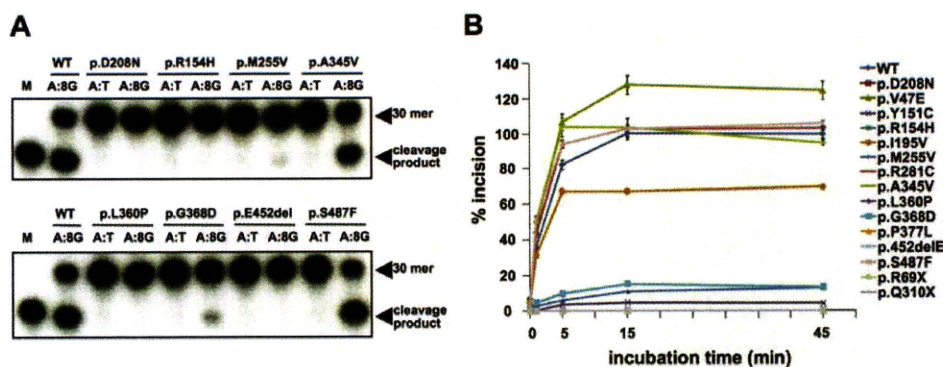 A
WT p.D208N p.R154H p.M255V p.A345V
M A:8G A:T A:8G A:T A:8G A:T A:8G A:T A:8G
30 mer
cleavage
product
WT p.L360P p.G368D p.E452del p.S487F
M A:8G A:T A:8G A:T A:8G A:T A:8G A:T A:8G
30 mer
cleavage
product
B
% incision
140
120
100
80
60
40
20
0
0 5 15 45
incubation time (min)
WT
p.D208N
p.V47E
p.Y151C
p.R154H
p.I195V
p.M255V
p.R281C
p.A345V
p.L360P
p.G368D
p.P377L
p.452delE
p.S487F
p.R69X
p.Q310X